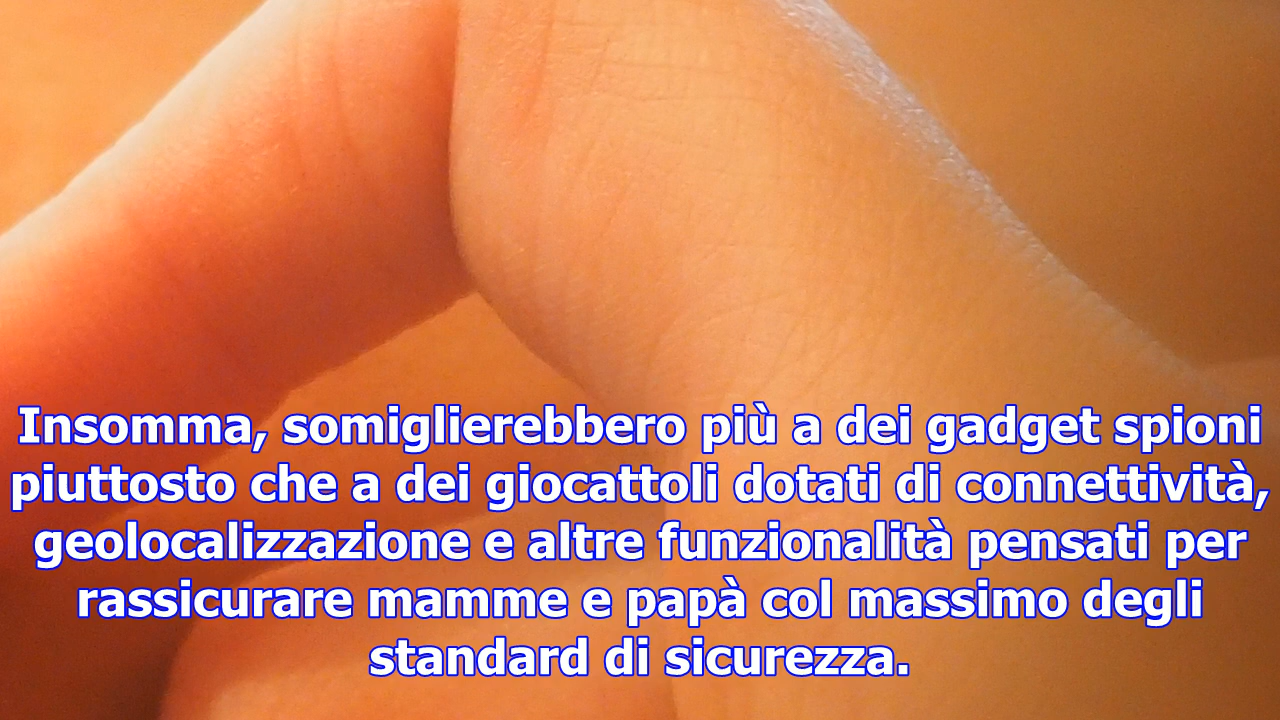 Insomma, somiglierebbero più a dei gadget spioni
piuttosto che a dei giocattoli dotati di connettività,
geolocalizzazione e altre funzionalità pensati per
rassicurare mamme e papà col massimo degli
standard di sicurezza.